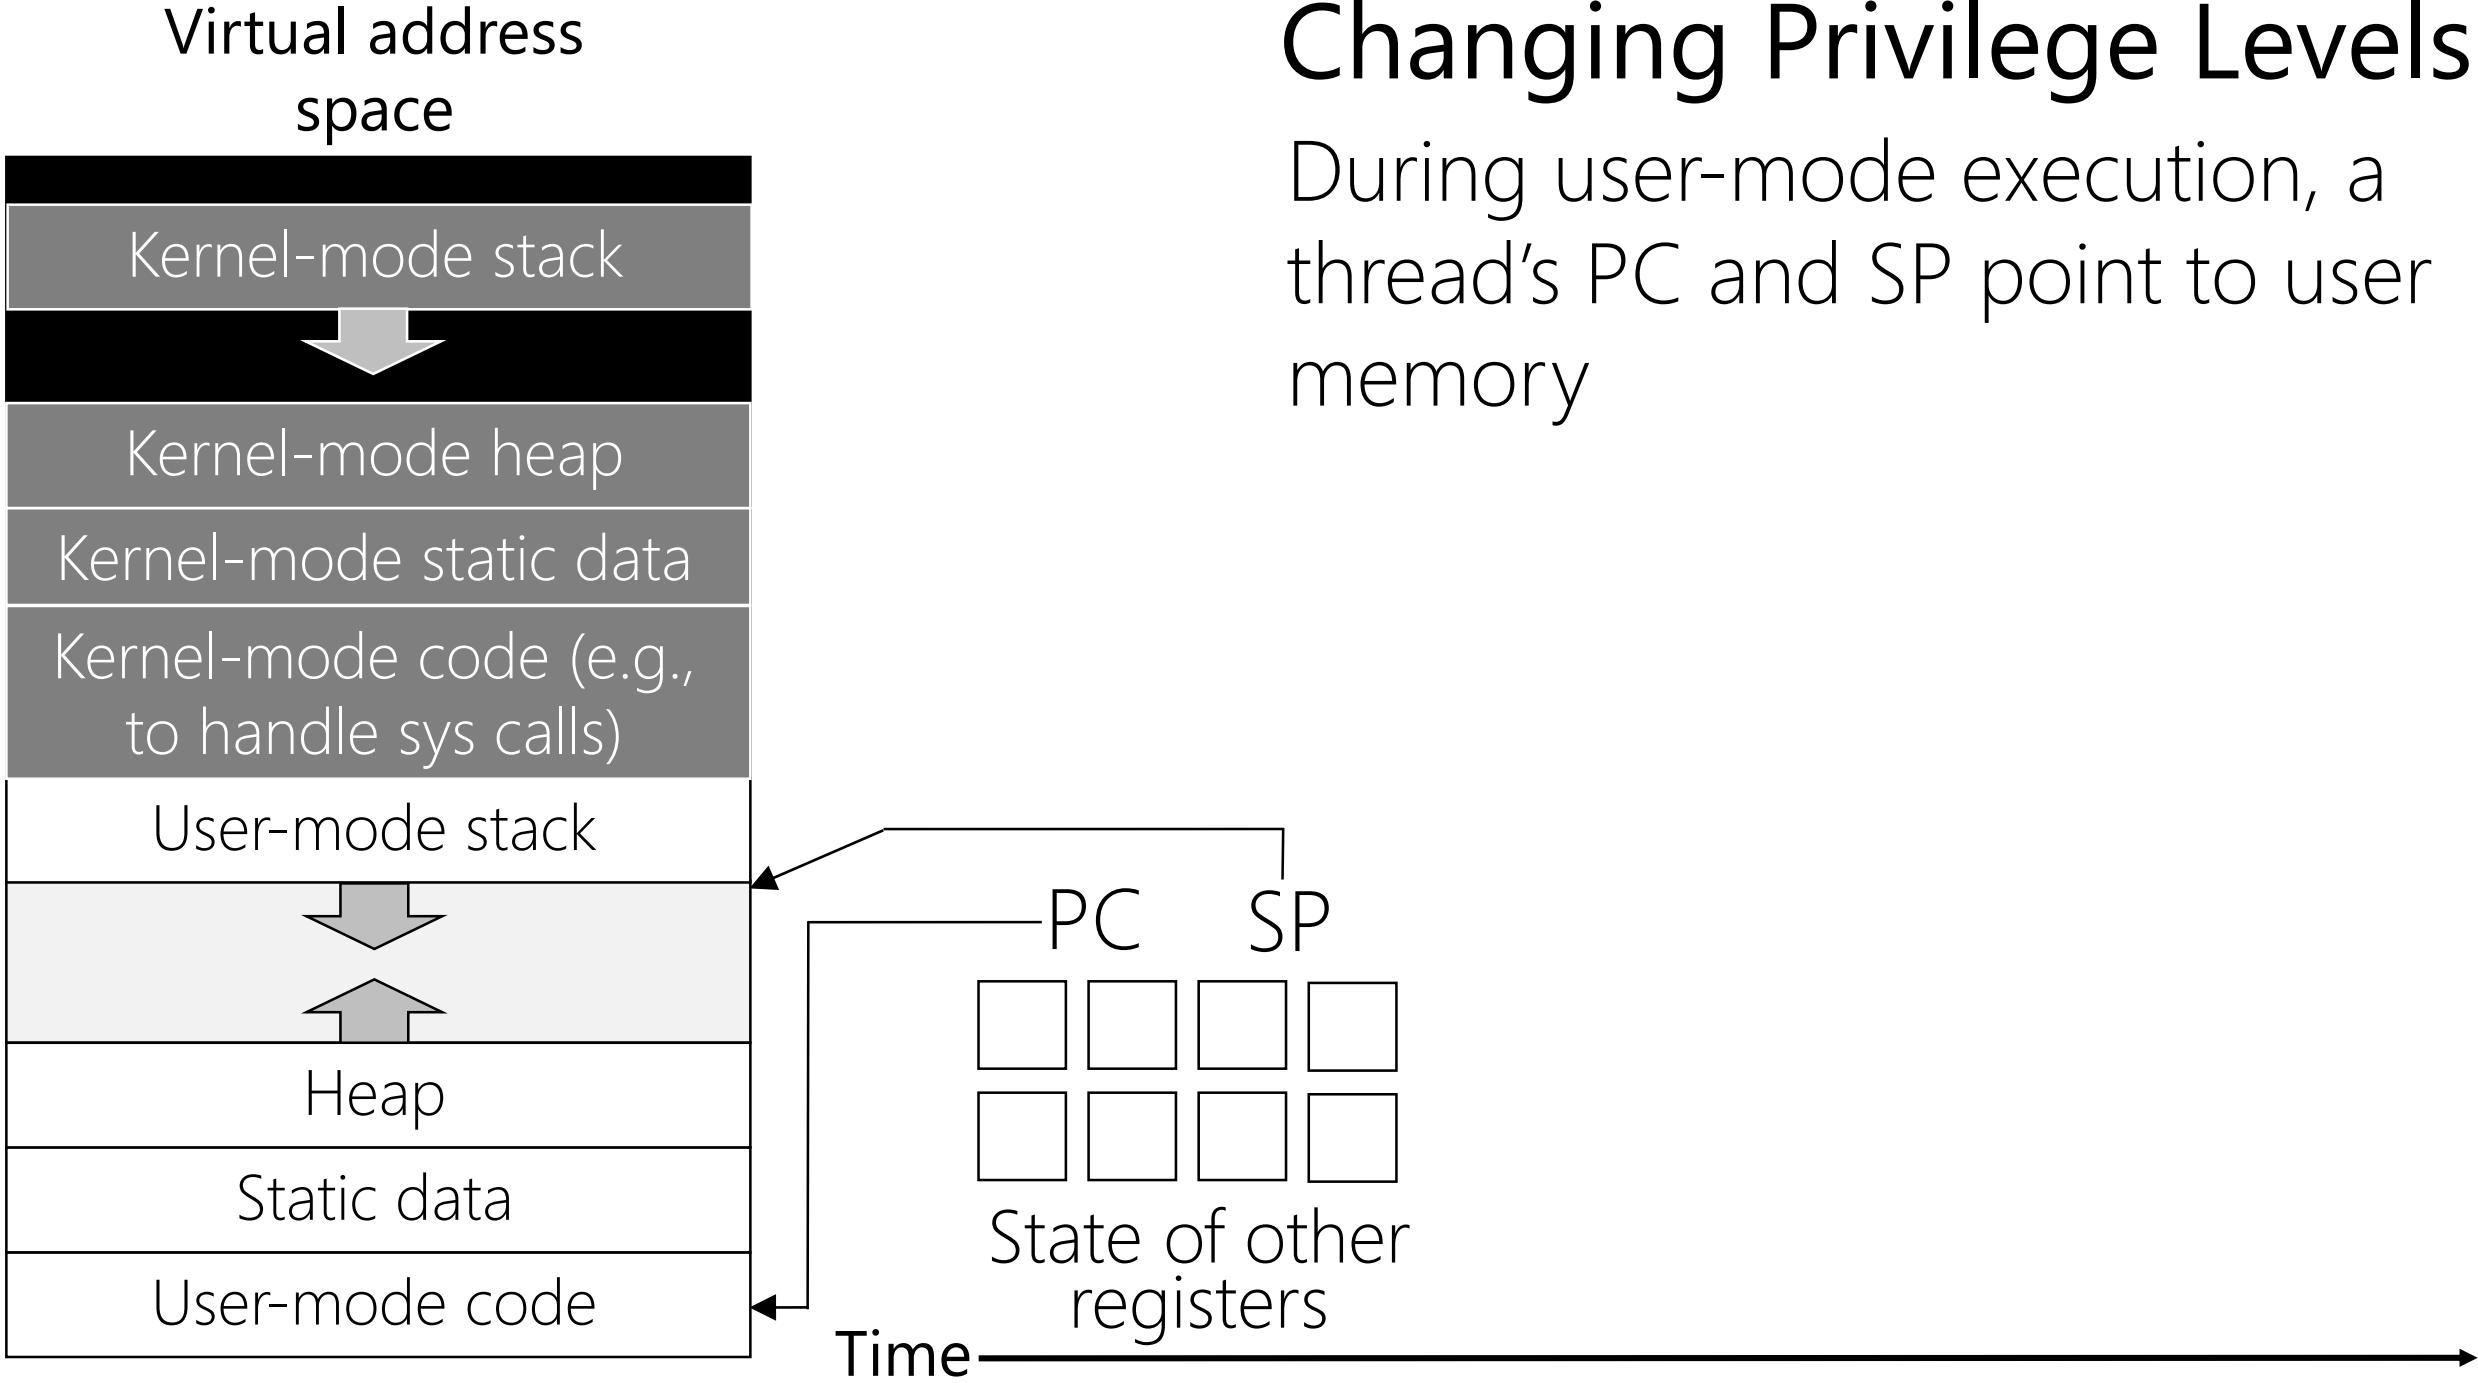 Virtual address
space
Changing Privilege Levels
During user-mode execution, a
thread’s PC and SP point to user
memory
Kernel-mode stack
Kernel-mode heap
Kernel-mode static data
Kernel-mode code (e.g.,
to handle sys calls)
User-mode stack
Heap
Static data
User-mode code
PC
SP
State of other
registers
Time